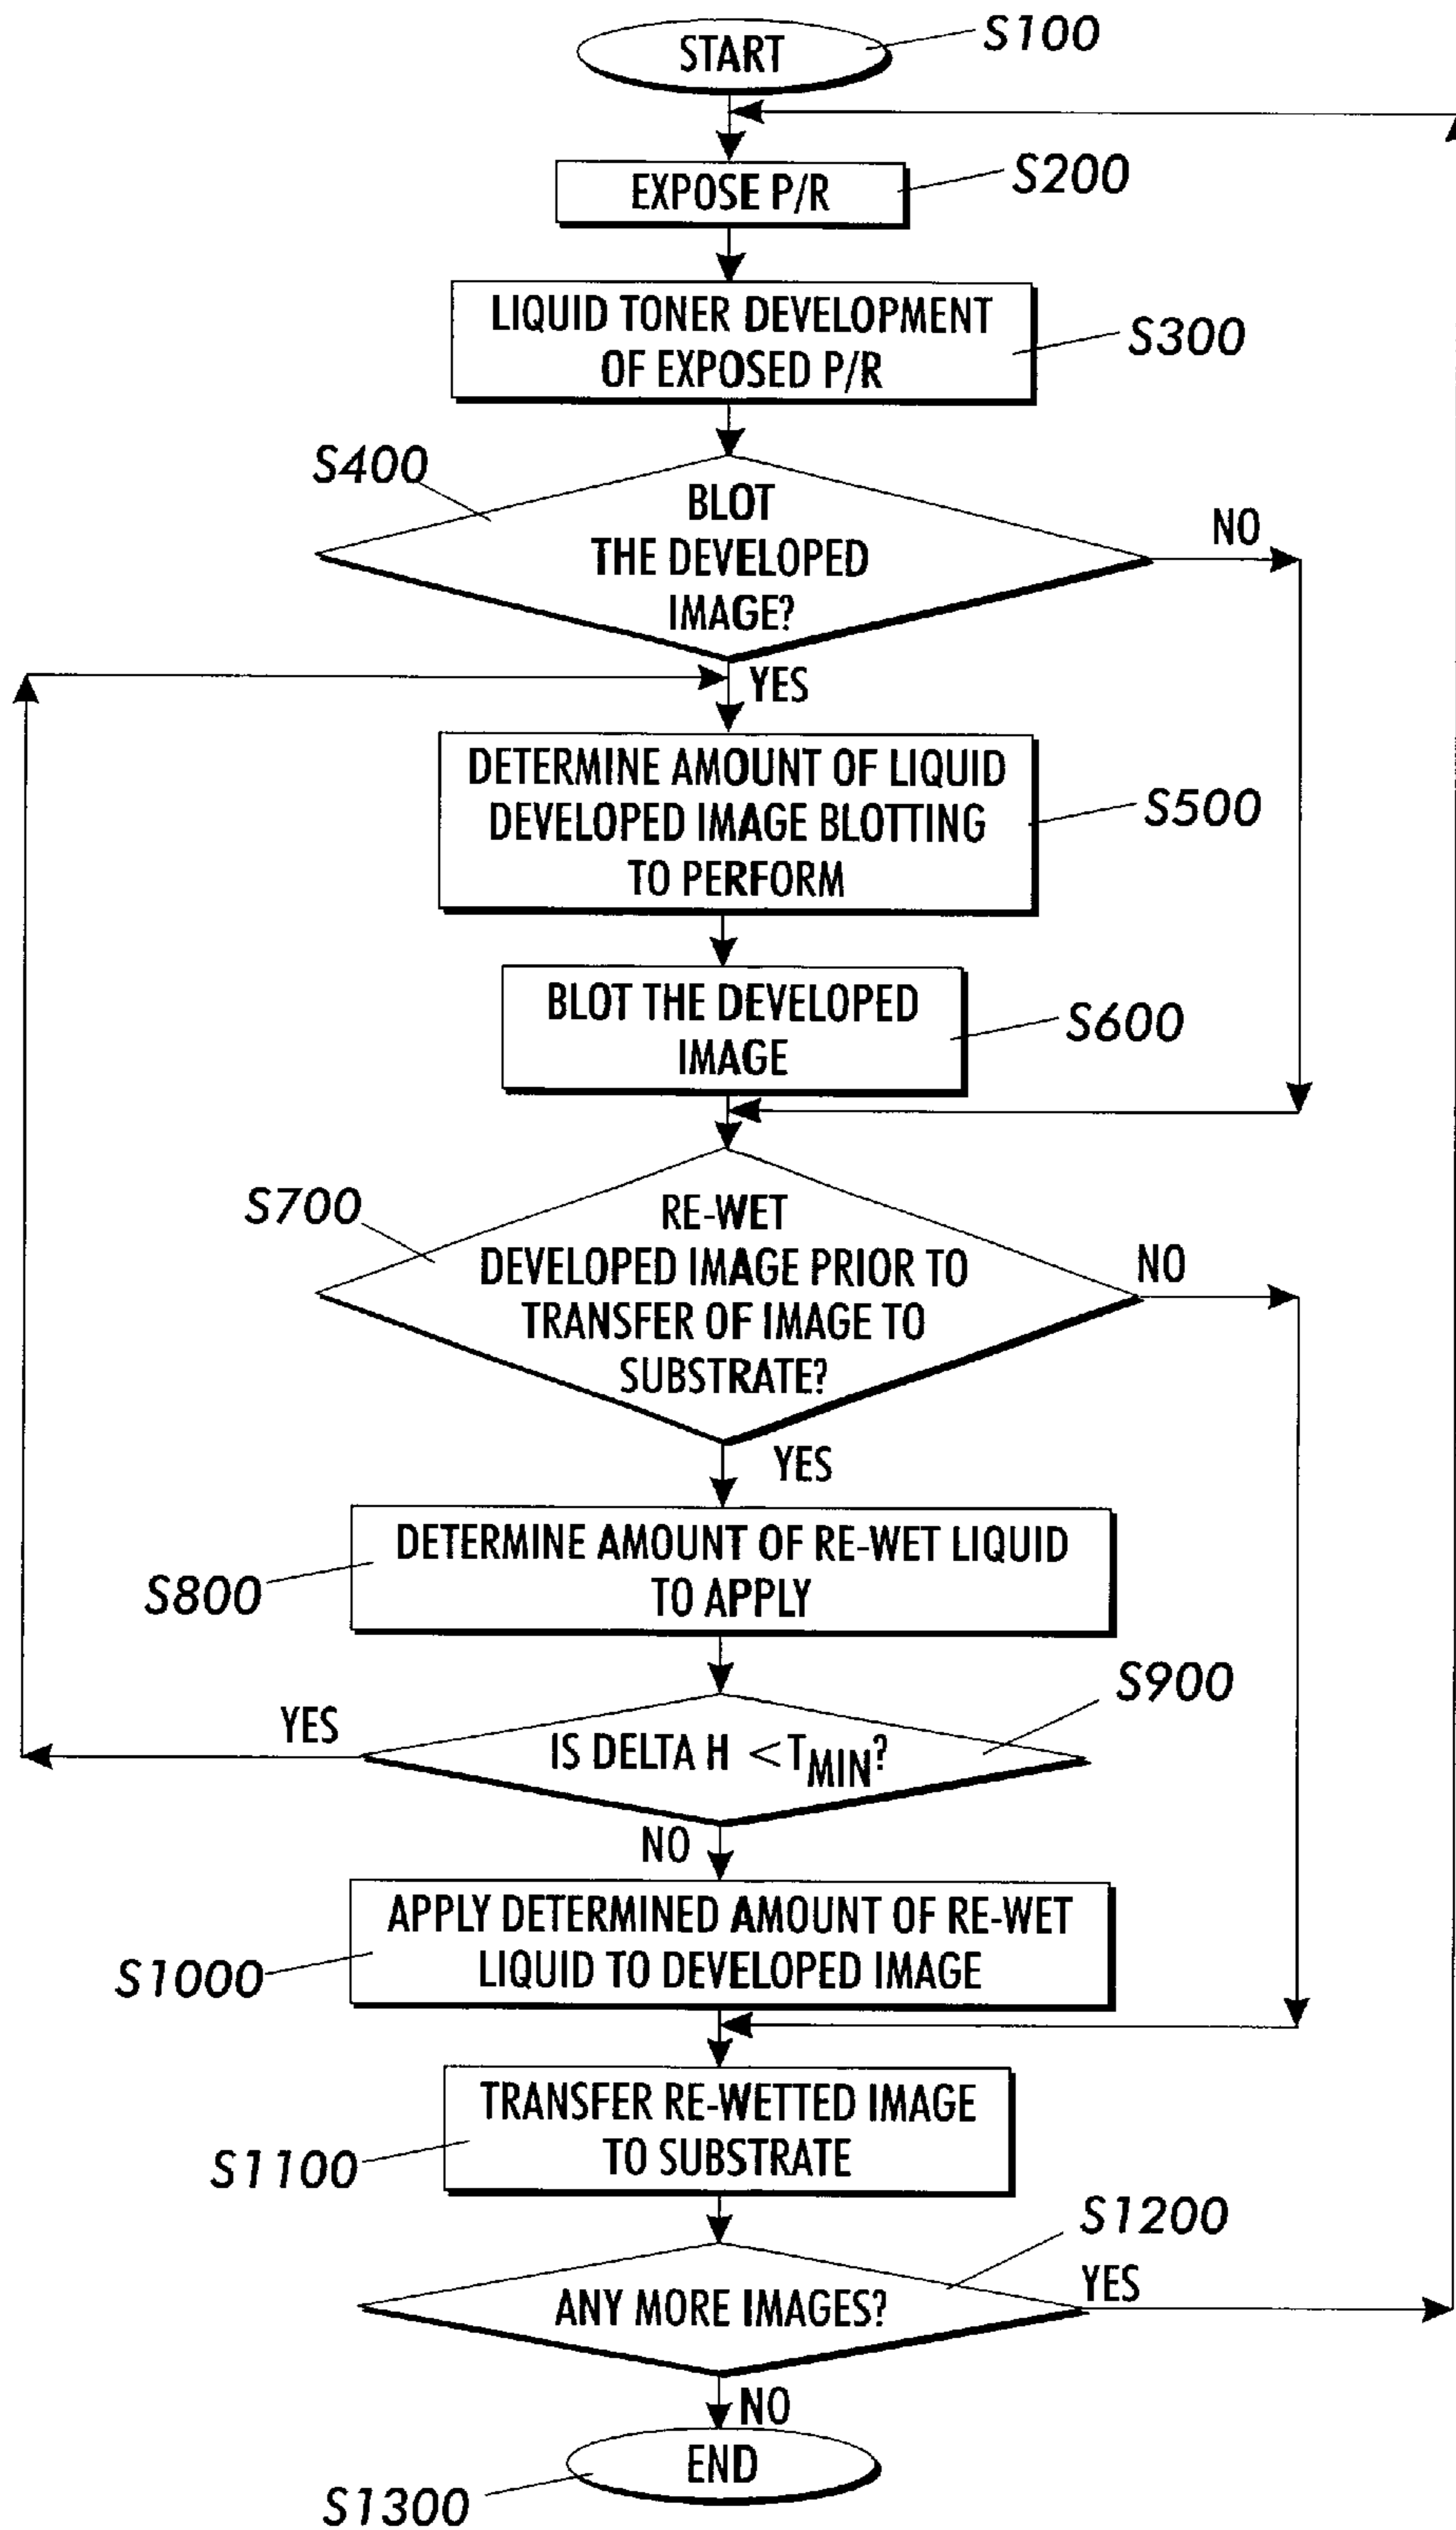 START
S100
EXPOSE P/R
S200
LIQUID TONER DEVELOPMENT
OF EXPOSED P/R
S300
S400
BLOT
THE DEVELOPED
IMAGE?
NO
YES
DETERMINE AMOUNT OF LIQUID
DEVELOPED IMAGE BLOTTING
TO PERFORM
S500
BLOT THE DEVELOPED
IMAGE
S600
S700
RE-WET
DEVELOPED IMAGE PRIOR TO
TRANSFER OF IMAGE TO
SUBSTRATE?
NO
YES
DETERMINE AMOUNT OF RE-WET LIQUID
TO APPLY
S800
S900
YES
IS DELTA H < TMIN?
NO
APPLY DETERMINED AMOUNT OF RE-WET
LIQUID TO DEVELOPED IMAGE
S1000
TRANSFER RE-WETTED IMAGE
TO SUBSTRATE
S1100
S1200
ANY MORE IMAGES?
YES
NO
END
S1300